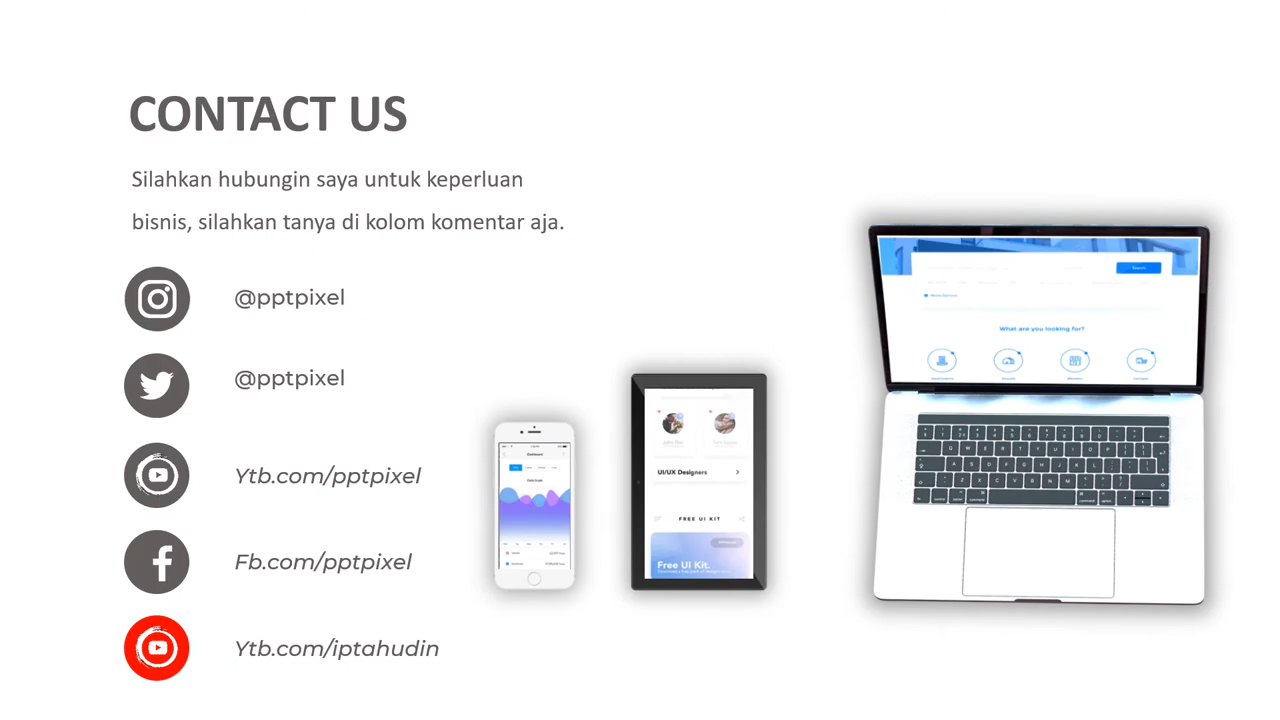 CONTACT US
Silahkan hubungin saya untuk keperluan
bisnis, silahkan tanya di kolom komentar aja.
@pptpixel
@pptpixel
Ytb.com/pptpixel
Fb.com/pptpixel
Ytb.com/iptahudin
Dashboard
UI/UX Designers
FREE UI KIT
Free UI Kit.
Search
What are you looking for?